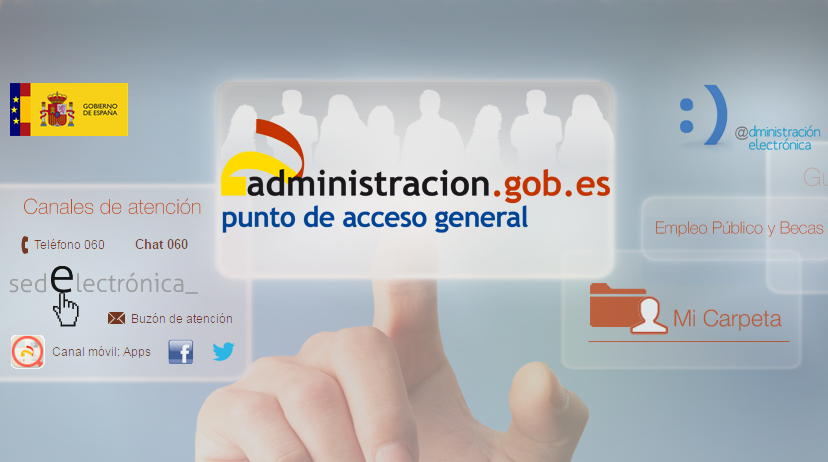 GOBIERNO
DE ESPAÑA
:)
@dministración
electrónica
administracion.gob.es
punto de acceso general
Canales de atención
Teléfono 060
Chat 060
sedelectrónica_
Buzón de atención
Canal móvil: Apps
Gu
Empleo Público y Becas
Mi Carpeta